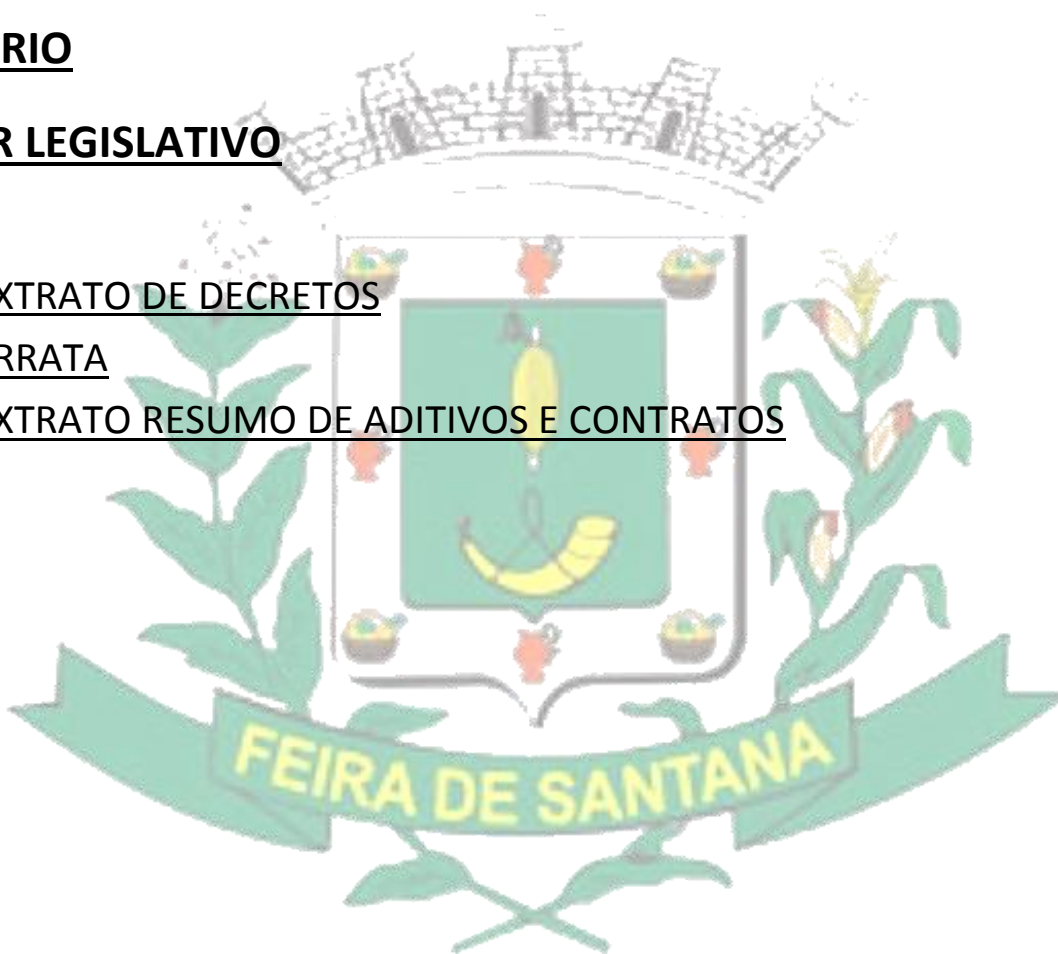 RIO
R LEGISLATIVO
XTRATO DE DECRETOS
RRATA
XTRATO RESUMO DE ADITIVOS E CONTRATOS
FEIRA DE SANTANA